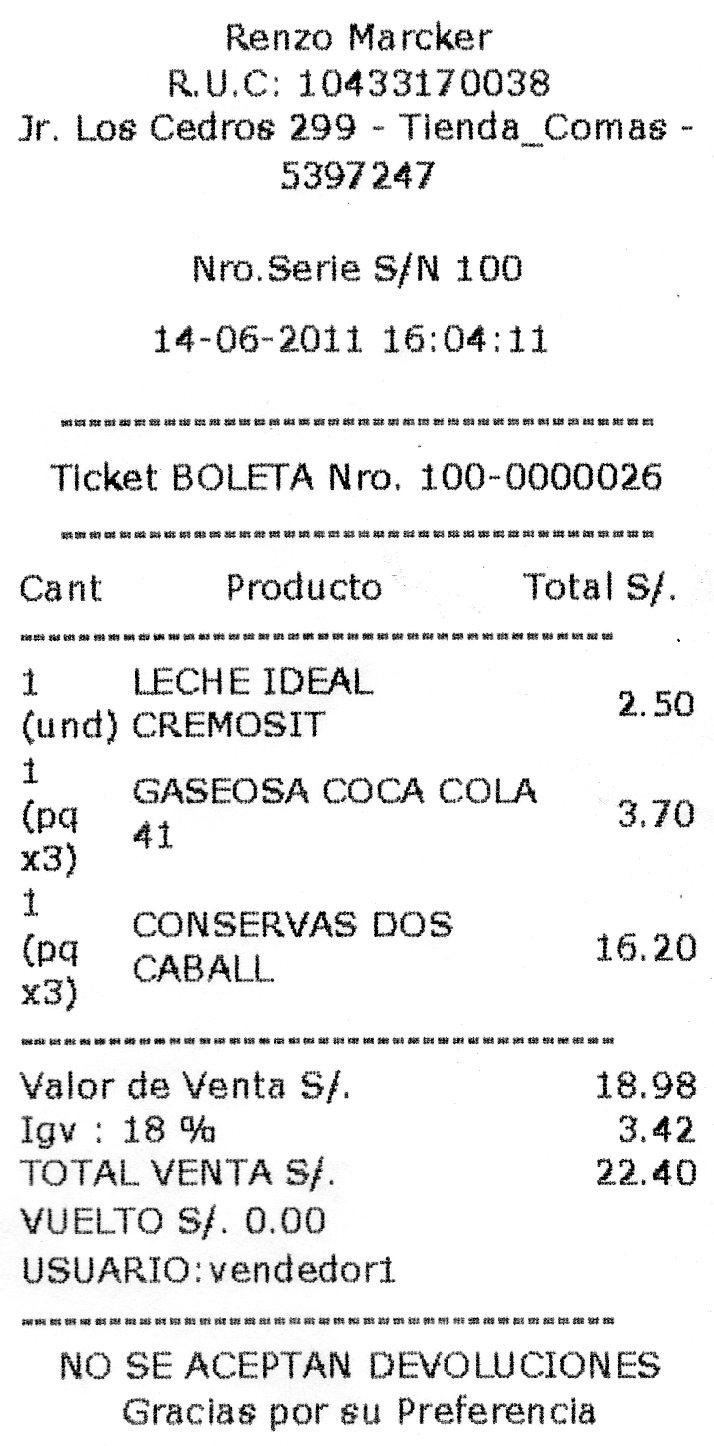 Renzo Marcker
R.U.C: 10433170038
Jr. Los Cedros 299 - Tienda_Comas -
5397247
Nro.Serie S/N 100
14-06-2011 16:04:11
----------------------------------------
Ticket BOLETA Nro. 100-0000026
----------------------------------------
Cant Producto Total S/.
----------------------------------------
1 (und) LECHE IDEAL CREMOSIT 2.50
1 (pq x3) GASEOSA COCA COLA 41 3.70
1 (pq x3) CONSERVAS DOS CABALL 16.20
----------------------------------------
Valor de Venta S/. 18.98
Igv : 18 % 3.42
TOTAL VENTA S/. 22.40
VUELTO S/. 0.00
USUARIO:vendedor1
----------------------------------------
NO SE ACEPTAN DEVOLUCIONES
Gracias por su Preferencia